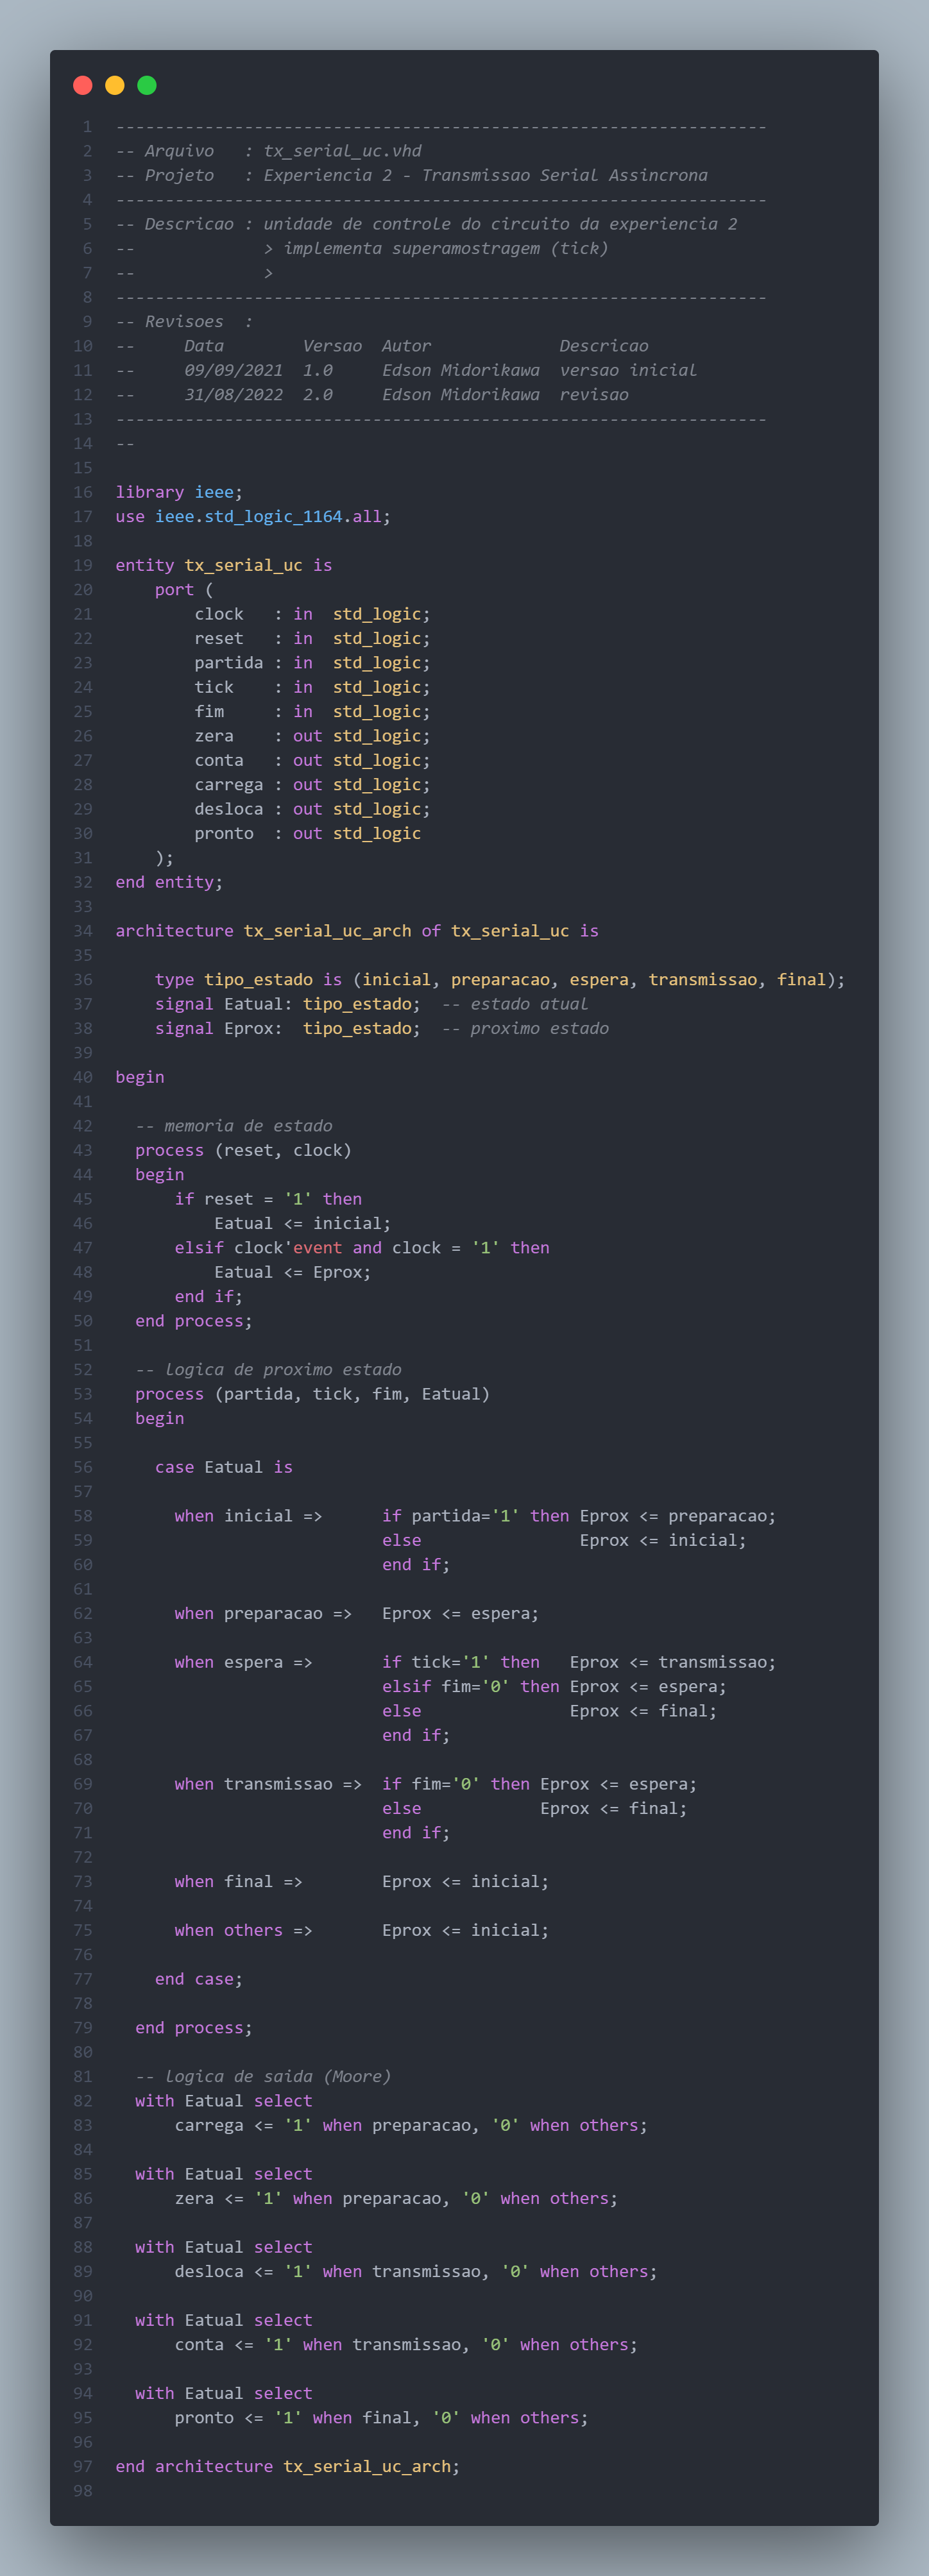 1 ------------------------------------------------------------------
2 -- Arquivo   : tx_serial_uc.vhd
3 -- Projeto   : Experiencia 2 - Transmissao Serial Assincrona
4 ------------------------------------------------------------------
5 -- Descricao : unidade de controle do circuito da experiencia 2
6 --             > implementa superamostragem (tick)
7 --             >
8 ------------------------------------------------------------------
9 -- Revisoes  :
10 --     Data        Versao  Autor             Descricao
11 --     09/09/2021  1.0     Edson Midorikawa  versao inicial
12 --     31/08/2022  2.0     Edson Midorikawa  revisao
13 ------------------------------------------------------------------
14 --
15
16 library ieee;
17 use ieee.std_logic_1164.all;
18
19 entity tx_serial_uc is
20     port (
21         clock   : in  std_logic;
22         reset   : in  std_logic;
23         partida : in  std_logic;
24         tick    : in  std_logic;
25         fim     : in  std_logic;
26         zera    : out std_logic;
27         conta   : out std_logic;
28         carrega : out std_logic;
29         desloca : out std_logic;
30         pronto  : out std_logic
31     );
32 end entity;
33
34 architecture tx_serial_uc_arch of tx_serial_uc is
35
36     type tipo_estado is (inicial, preparacao, espera, transmissao, final);
37     signal Eatual: tipo_estado;  -- estado atual
38     signal Eprox:  tipo_estado;  -- proximo estado
39
40 begin
41
42   -- memoria de estado
43   process (reset, clock)
44   begin
45       if reset = '1' then
46           Eatual <= inicial;
47       elsif clock'event and clock = '1' then
48           Eatual <= Eprox;
49       end if;
50   end process;
51
52   -- logica de proximo estado
53   process (partida, tick, fim, Eatual)
54   begin
55
56     case Eatual is
57
58       when inicial =>      if partida='1' then Eprox <= preparacao;
59                            else                Eprox <= inicial;
60                            end if;
61
62       when preparacao =>   Eprox <= espera;
63
64       when espera =>       if tick='1' then   Eprox <= transmissao;
65                            elsif fim='0' then Eprox <= espera;
66                            else               Eprox <= final;
67                            end if;
68
69       when transmissao =>  if fim='0' then Eprox <= espera;
70                            else            Eprox <= final;
71                            end if;
72
73       when final =>        Eprox <= inicial;
74
75       when others =>       Eprox <= inicial;
76
77     end case;
78
79   end process;
80
81   -- logica de saida (Moore)
82   with Eatual select
83       carrega <= '1' when preparacao, '0' when others;
84
85   with Eatual select
86       zera <= '1' when preparacao, '0' when others;
87
88   with Eatual select
89       desloca <= '1' when transmissao, '0' when others;
90
91   with Eatual select
92       conta <= '1' when transmissao, '0' when others;
93
94   with Eatual select
95       pronto <= '1' when final, '0' when others;
96
97 end architecture tx_serial_uc_arch;
98